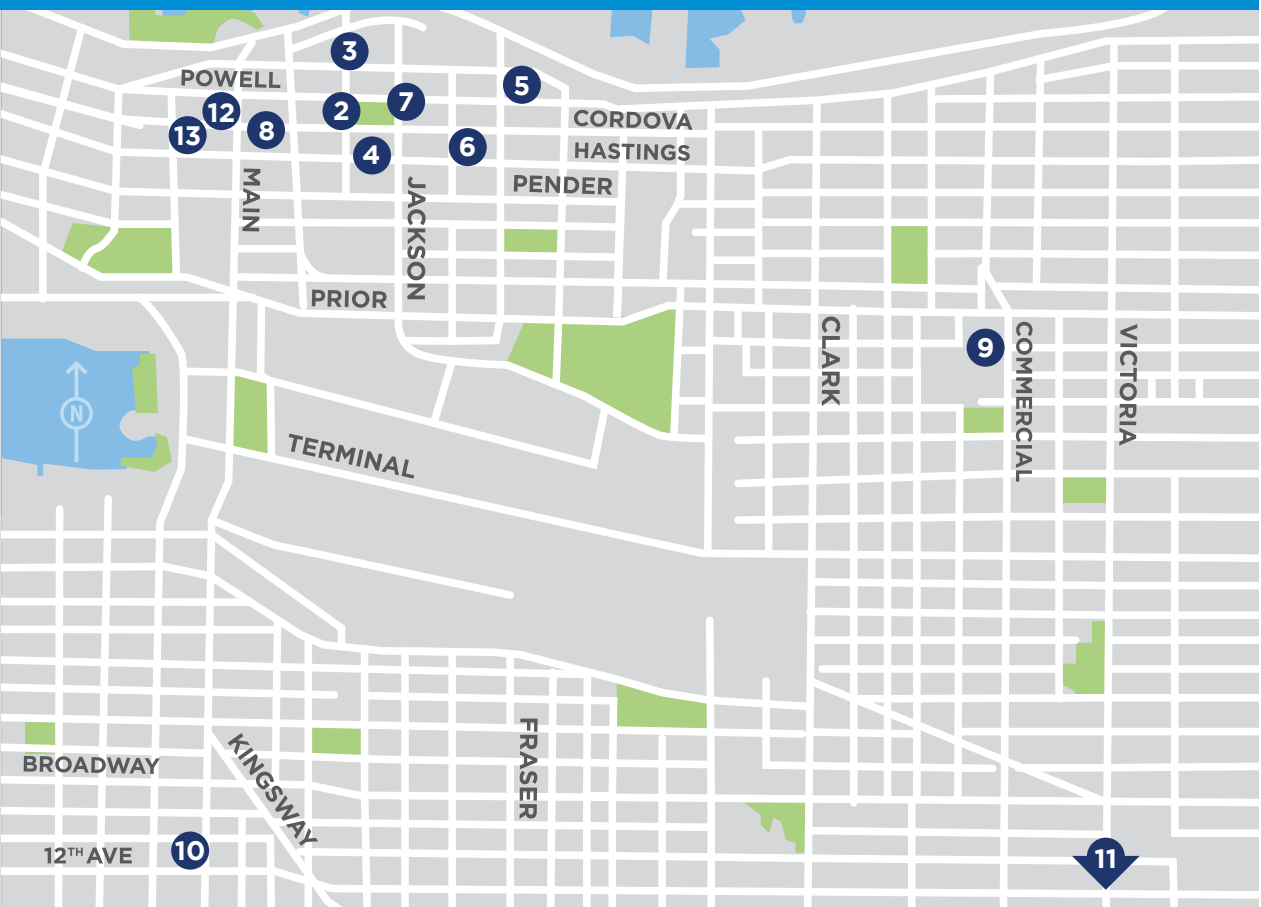 3
POWELL
5
12
2
7
13
8
CORDOVA
4
6
HASTINGS
MAIN
JACKSON
PENDER
PRIOR
CLARK
9
COMMERCIAL
VICTORIA
N
TERMINAL
FRASER
KINGSWAY
BROADWAY
12TH AVE
10
11